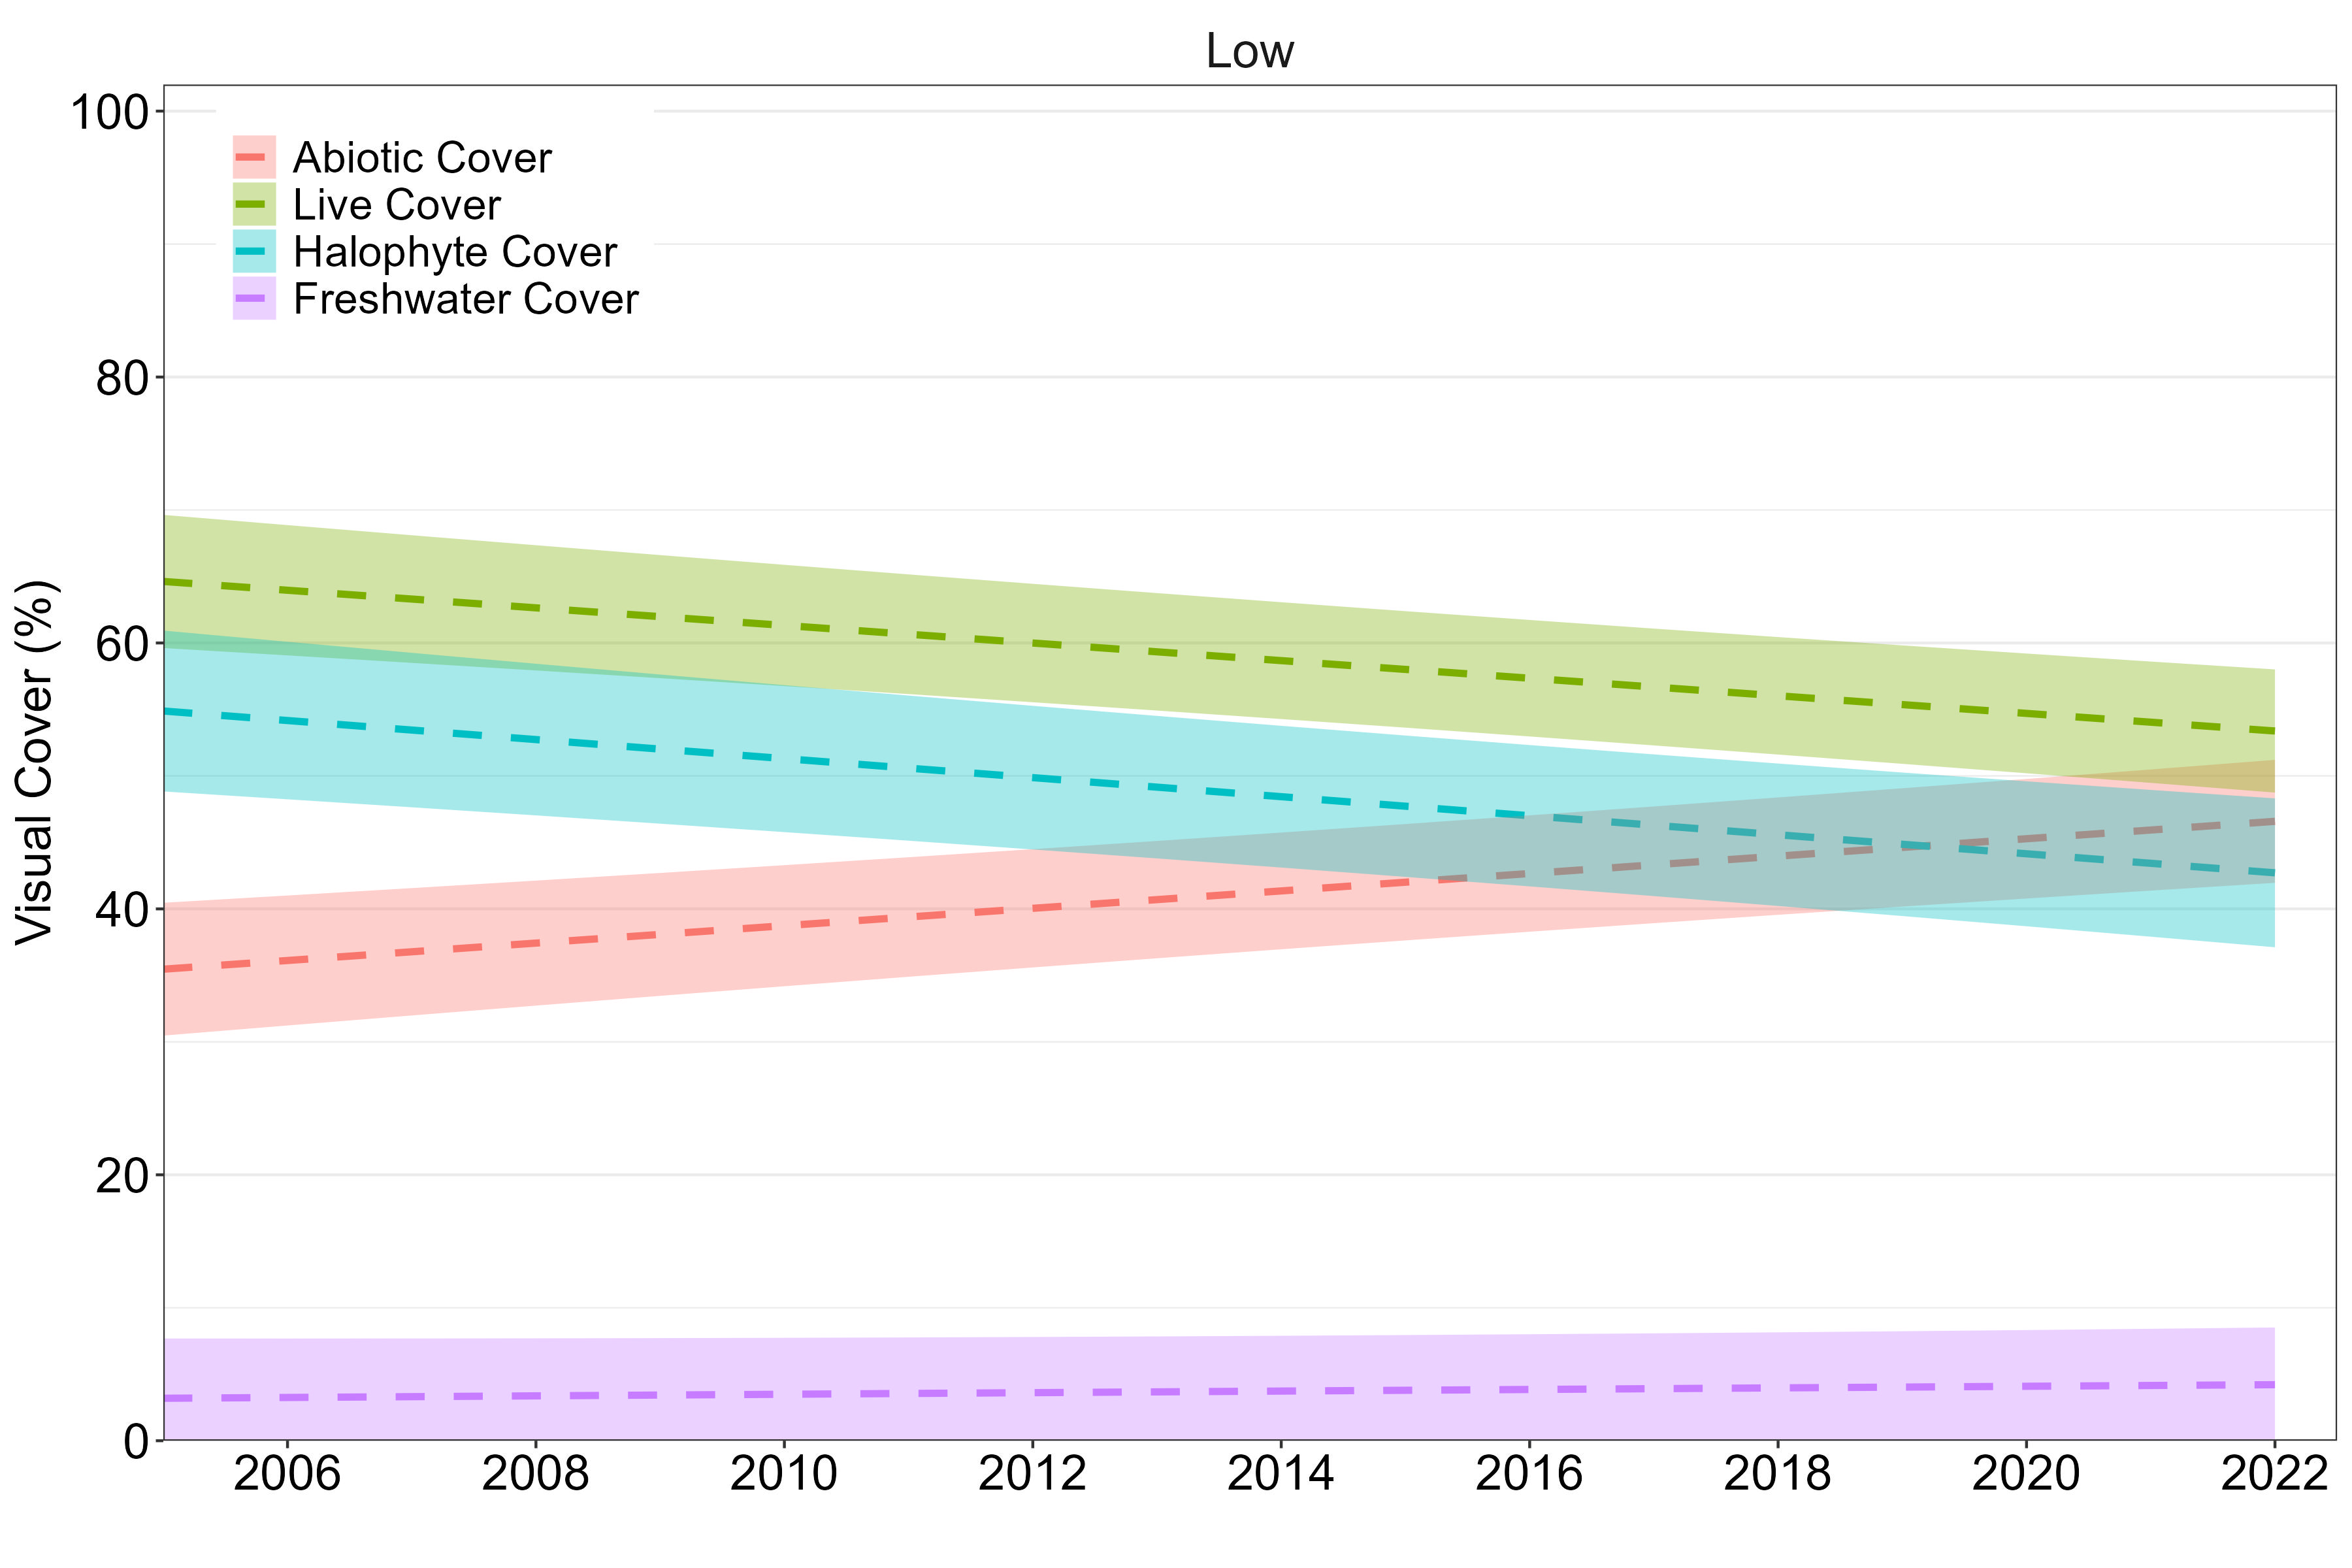 Low
100
80
60
40
20
0
Visual Cover (%)
Abiotic Cover
Live Cover
Halophyte Cover
Freshwater Cover
2006 2008 2010 2012 2014 2016 2018 2020 2022